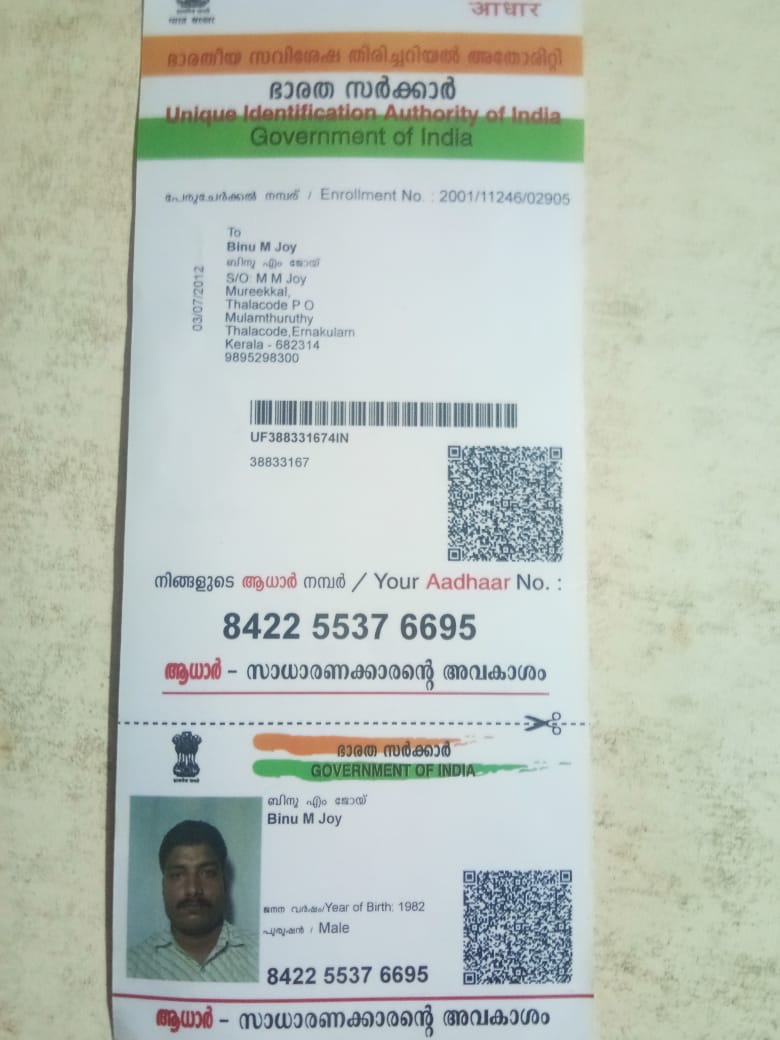 भारत सरकार
आधार
ഭാരതീയ സവിശേഷ തിരിച്ചറിയൽ അതോറിറ്റി
ഭാരത സർക്കാർ
Unique Identification Authority of India
Government of India
പേരുചേർക്കൽ നമ്പര് / Enrollment No. : 2001/11246/02905
03/07/2012
To
Binu M Joy
ബിനു എം ജോയ്
S/O M M Joy
Mureekkal,
Thalacode P O
Mulamthuruthy
Thalacode,Ernakulam
Kerala - 682314
9895298300
UF388331674IN
38833167
നിങ്ങളുടെ ആധാർ നമ്പർ / Your Aadhaar No. :
8422 5537 6695
ആധാർ – സാധാരണക്കാരന്റെ അവകാശം
ഭാരത സർക്കാർ
GOVERNMENT OF INDIA
ബിനു എം ജോയ്
Binu M Joy
ജനന വർഷം/Year of Birth: 1982
പുരുഷൻ / Male
8422 5537 6695
ആധാർ – സാധാരണക്കാരന്റെ അവകാശം